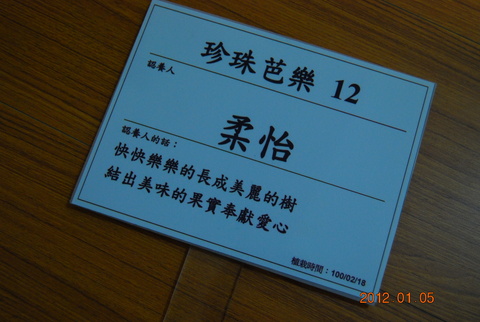 珍珠芭樂 12
認養人
柔怡
認養人的話：
快快樂樂的長成美麗的樹
結出美味的果實奉獻愛心
植栽時間：100/02/18
2012 01 05